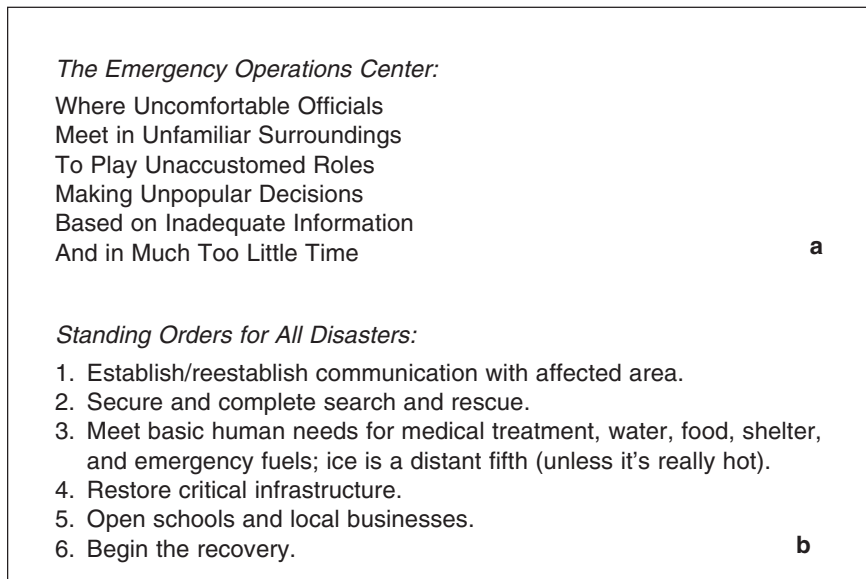 The Emergency Operations Center:
Where Uncomfortable Officials
Meet in Unfamiliar Surroundings
To Play Unaccustomed Roles
Making Unpopular Decisions
Based on Inadequate Information
And in Much Too Little Time
a
Standing Orders for All Disasters:
1. Establish/reestablish communication with affected area.
2. Secure and complete search and rescue.
3. Meet basic human needs for medical treatment, water, food, shelter,
and emergency fuels; ice is a distant fifth (unless it's really hot).
4. Restore critical infrastructure.
5. Open schools and local businesses.
6. Begin the recovery.
b